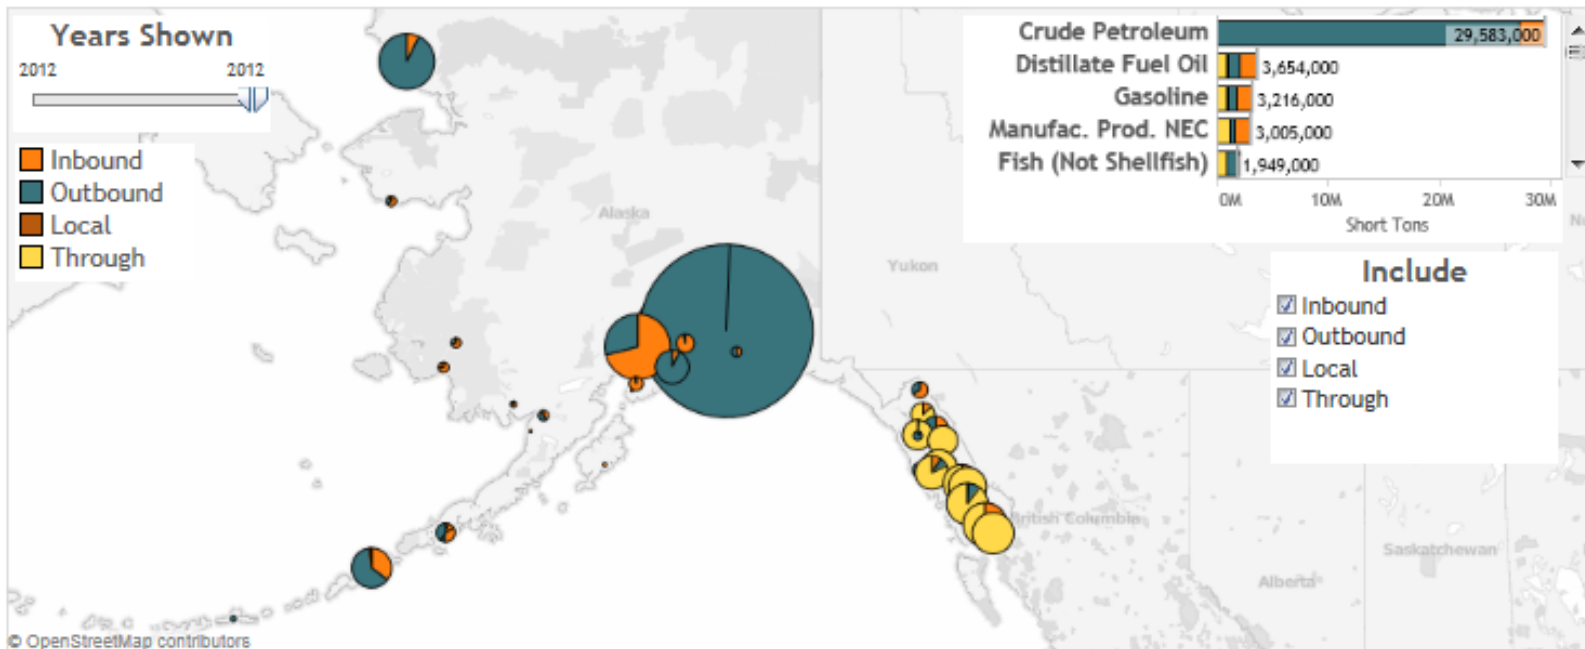 Years Shown
2012 2012
Inbound
Outbound
Local
Through
Crude Petroleum 29,583,000
Distillate Fuel Oil 3,654,000
Gasoline 3,216,000
Manufac. Prod. NEC 3,005,000
Fish (Not Shellfish) 1,949,000
0M 10M 20M 30M
Short Tons
Alaska
Yukon
Include
Inbound
Outbound
Local
Through
British Columbia
Saskatchewan
Alberta
© OpenStreetMap contributors